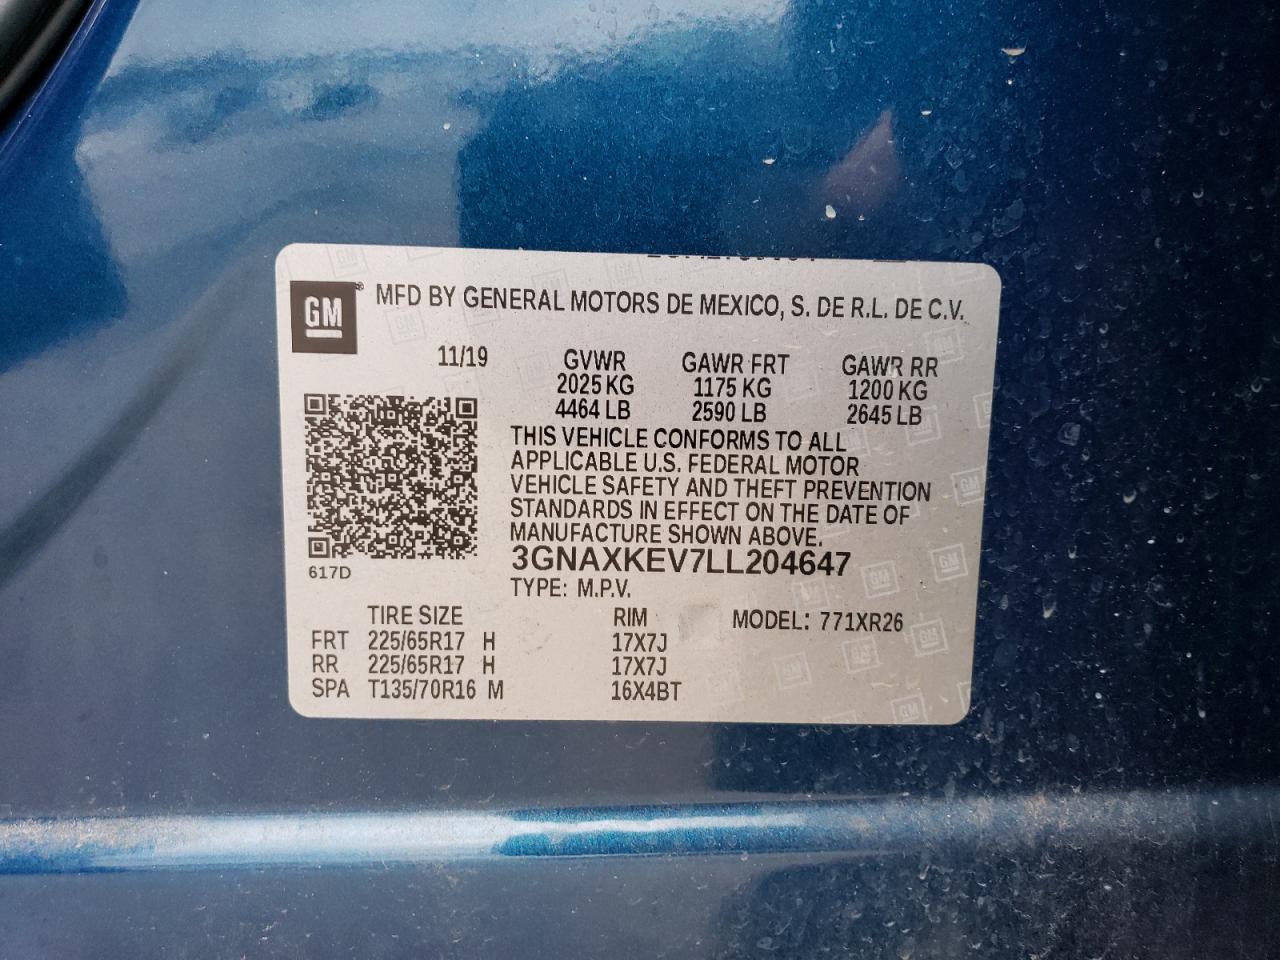 GM® MFD BY GENERAL MOTORS DE MEXICO, S. DE R.L. DE C.V.
11/19 GVWR GAWR FRT GAWR RR
2025 KG 1175 KG 1200 KG
4464 LB 2590 LB 2645 LB
THIS VEHICLE CONFORMS TO ALL
APPLICABLE U.S. FEDERAL MOTOR
VEHICLE SAFETY AND THEFT PREVENTION
STANDARDS IN EFFECT ON THE DATE OF
MANUFACTURE SHOWN ABOVE.
3GNAXKEV7LL204647
617D
TYPE: M.P.V.
TIRE SIZE RIM MODEL: 771XR26
FRT 225/65R17 H 17X7J
RR 225/65R17 H 17X7J
SPA T135/70R16 M 16X4BT